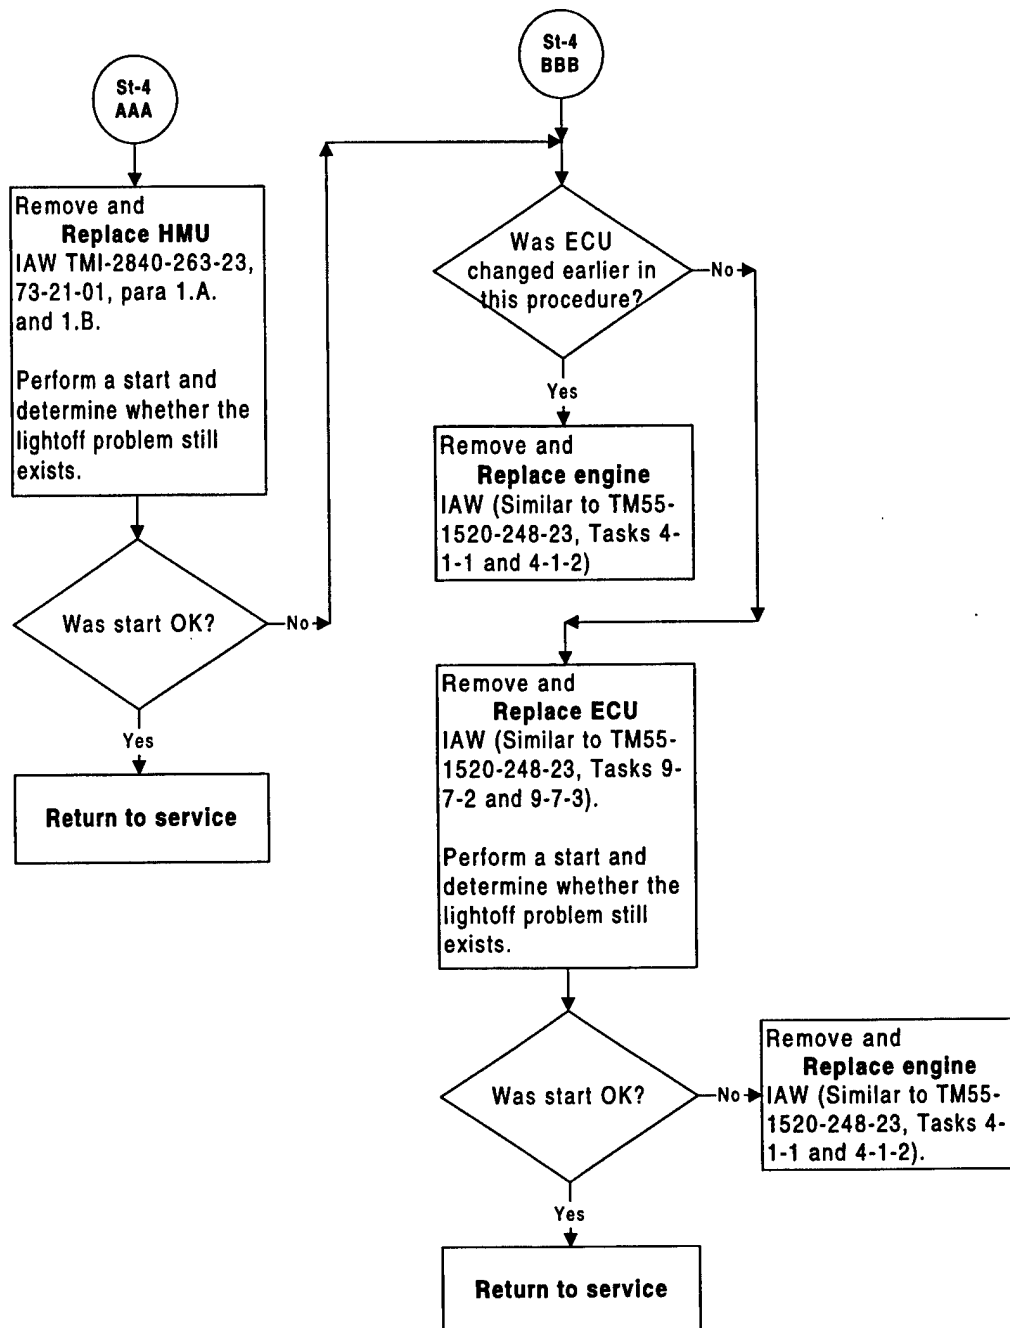 St-4
AAA
Remove and
Replace HMU
IAW TMI-2840-263-23,
73-21-01, para 1.A.
and 1.B.
Perform a start and
determine whether the
lightoff problem still
exists.
Was start OK?
No
Yes
Return to service
St-4
BBB
Was ECU
changed earlier in
this procedure?
No
Yes
Remove and
Replace engine
IAW (Similar to TM55-
1520-248-23, Tasks 4-
1-1 and 4-1-2)
Remove and
Replace ECU
IAW (Similar to TM55-
1520-248-23, Tasks 9-
7-2 and 9-7-3).
Perform a start and
determine whether the
lightoff problem still
exists.
Was start OK?
No
Remove and
Replace engine
IAW (Similar to TM55-
1520-248-23, Tasks 4-
1-1 and 4-1-2).
Yes
Return to service